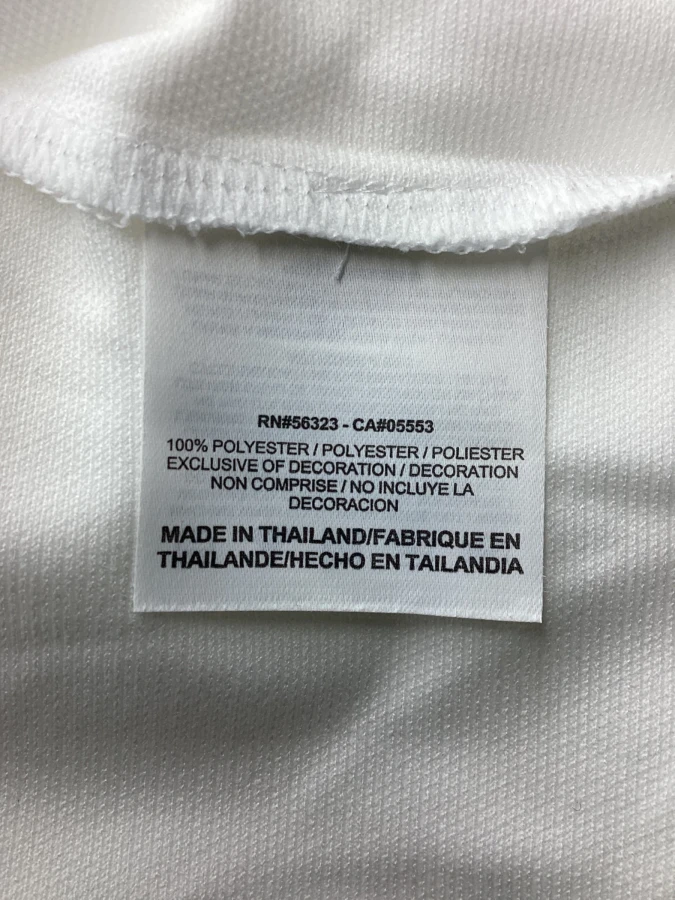 RN#56323 - CA#05553
100% POLYESTER / POLYESTER / POLIESTER
EXCLUSIVE OF DECORATION / DECORATION
NON COMPRISE / NO INCLUYE LA
DECORACION
MADE IN THAILAND/FABRIQUE EN
THAILANDE/HECHO EN TAILANDIA